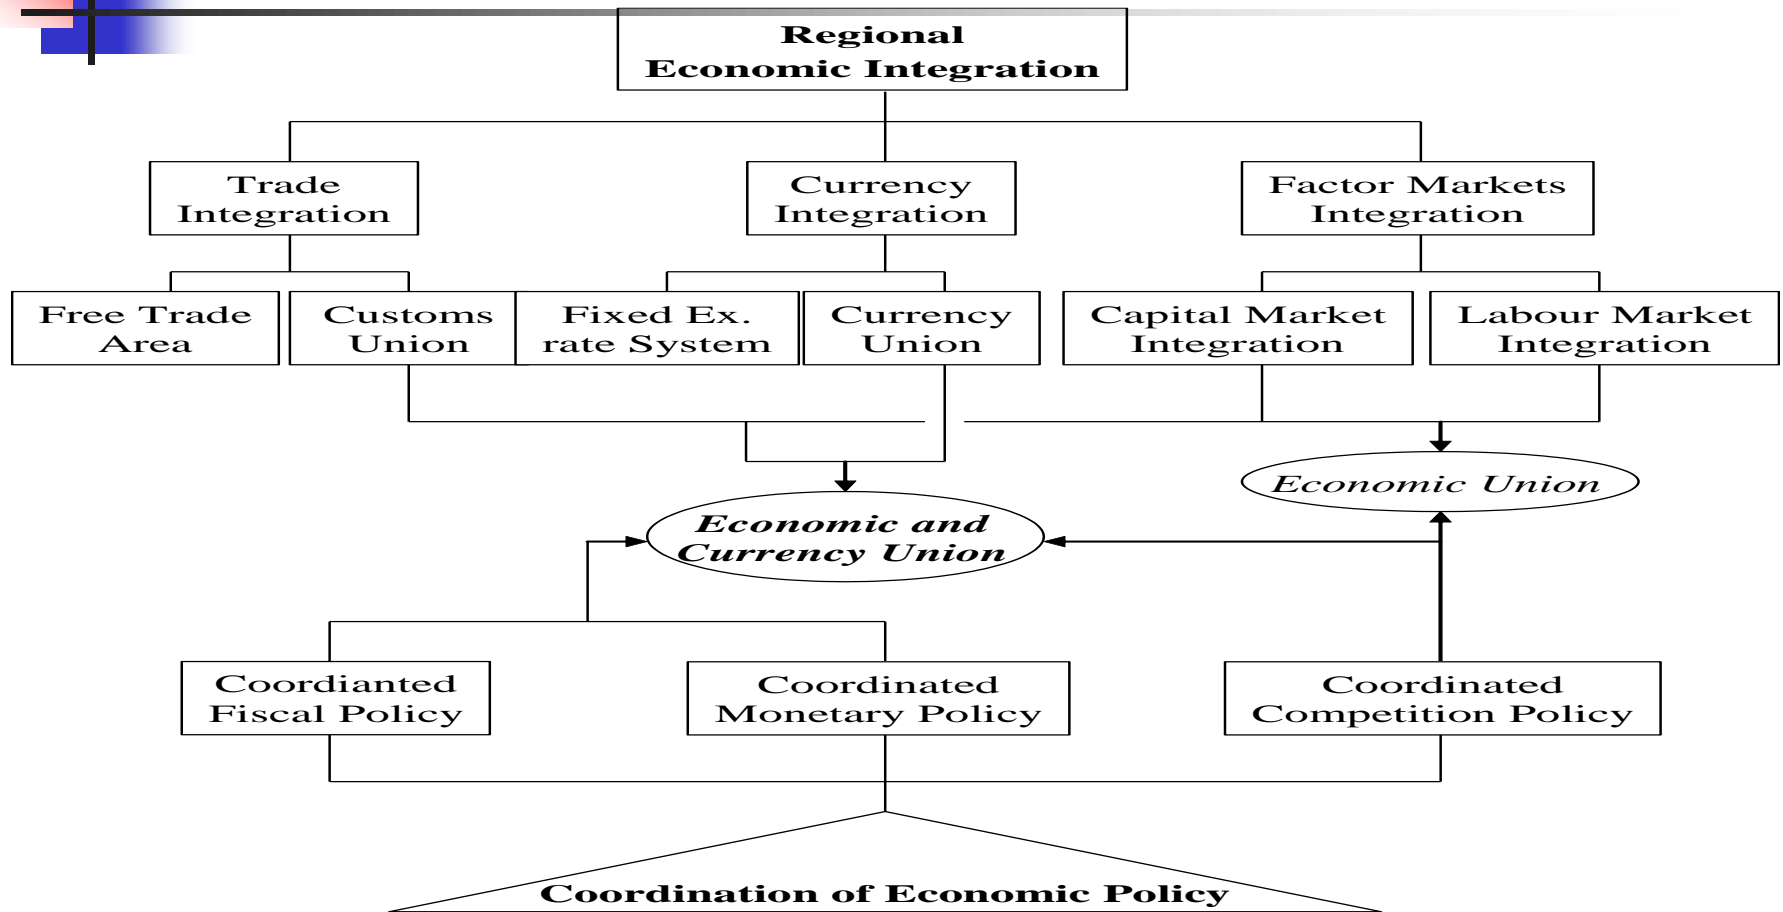 Regional
Economic Integration
Trade
Integration
Currency
Integration
Factor Markets
Integration
Free Trade
Area
Customs
Union
Fixed Ex.
rate System
Currency
Union
Capital Market
Integration
Labour Market
Integration
Economic Union
Economic and
Currency Union
Coordianted
Fiscal Policy
Coordinated
Monetary Policy
Coordinated
Competition Policy
Coordination of Economic Policy